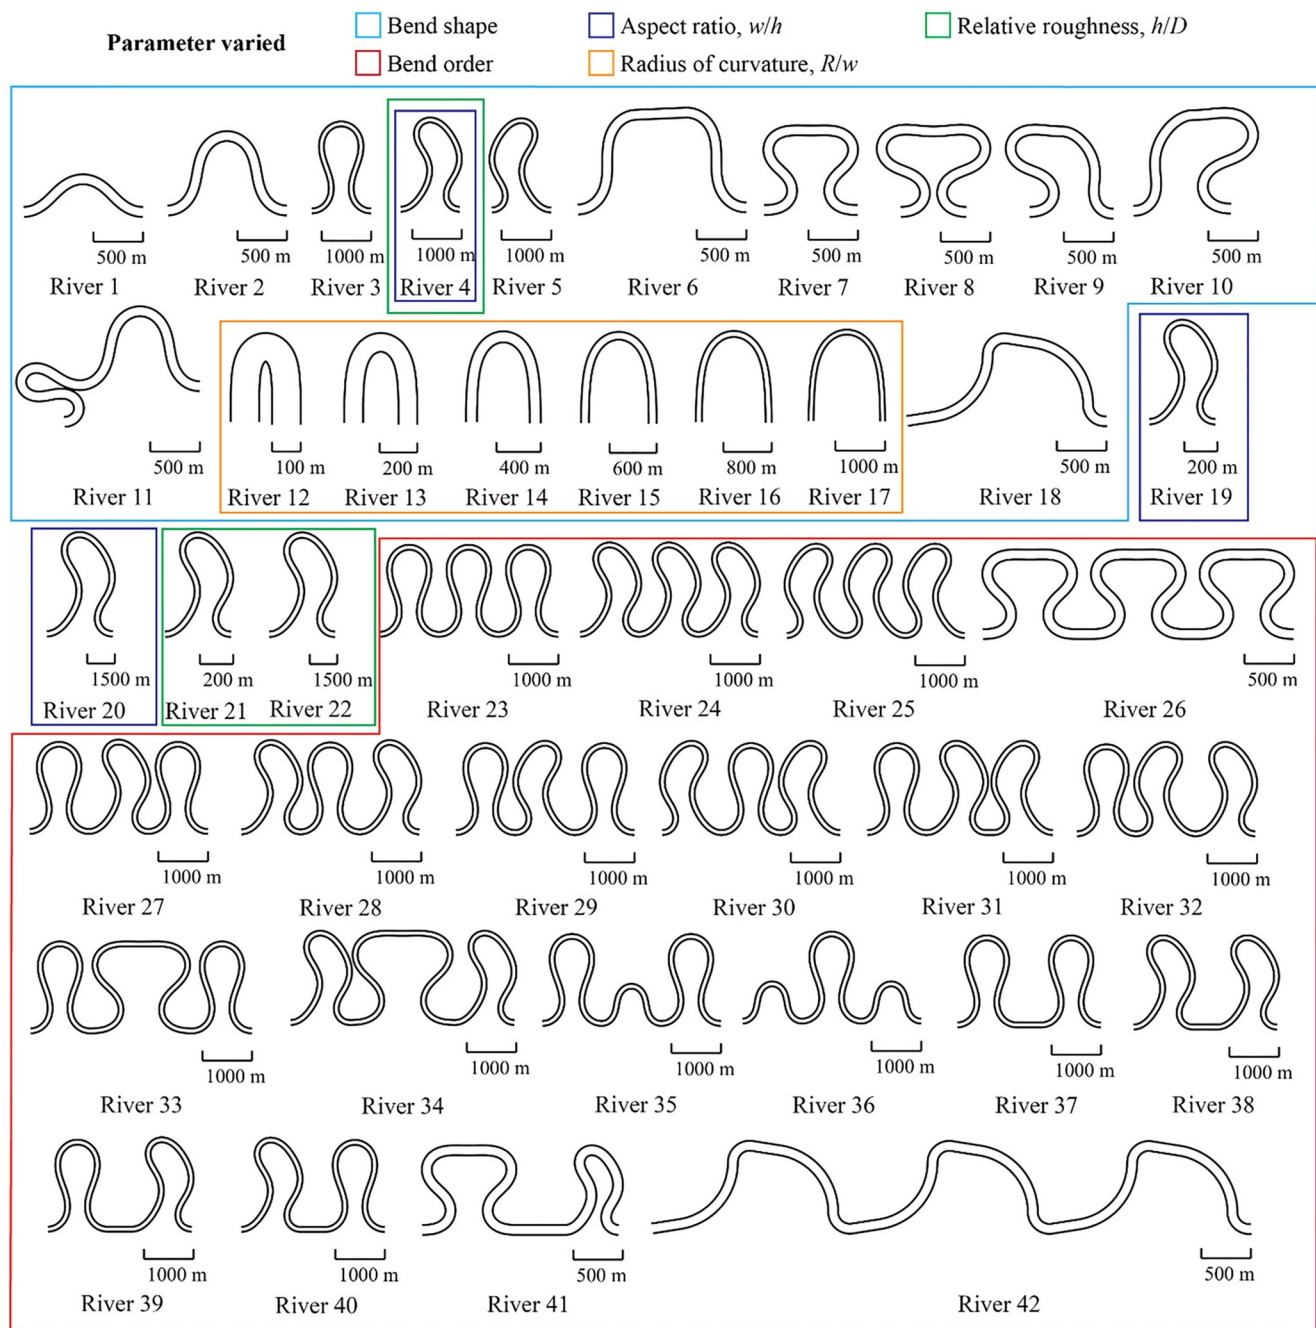 Parameter varied
Bend shape
Aspect ratio, w/h
Relative roughness, h/D
Bend order
Radius of curvature, R/w
500 m
500 m
1000 m
1000 m
1000 m
500 m
500 m
500 m
500 m
500 m
River 1
River 2
River 3
River 4
River 5
River 6
River 7
River 8
River 9
River 10
500 m
100 m
200 m
400 m
600 m
800 m
1000 m
500 m
200 m
River 11
River 12
River 13
River 14
River 15
River 16
River 17
River 18
River 19
1500 m
200 m
1500 m
1000 m
1000 m
1000 m
500 m
River 20
River 21
River 22
River 23
River 24
River 25
River 26
1000 m
1000 m
1000 m
1000 m
1000 m
1000 m
River 27
River 28
River 29
River 30
River 31
River 32
1000 m
1000 m
1000 m
1000 m
1000 m
1000 m
River 33
River 34
River 35
River 36
River 37
River 38
1000 m
1000 m
500 m
500 m
River 39
River 40
River 41
River 42